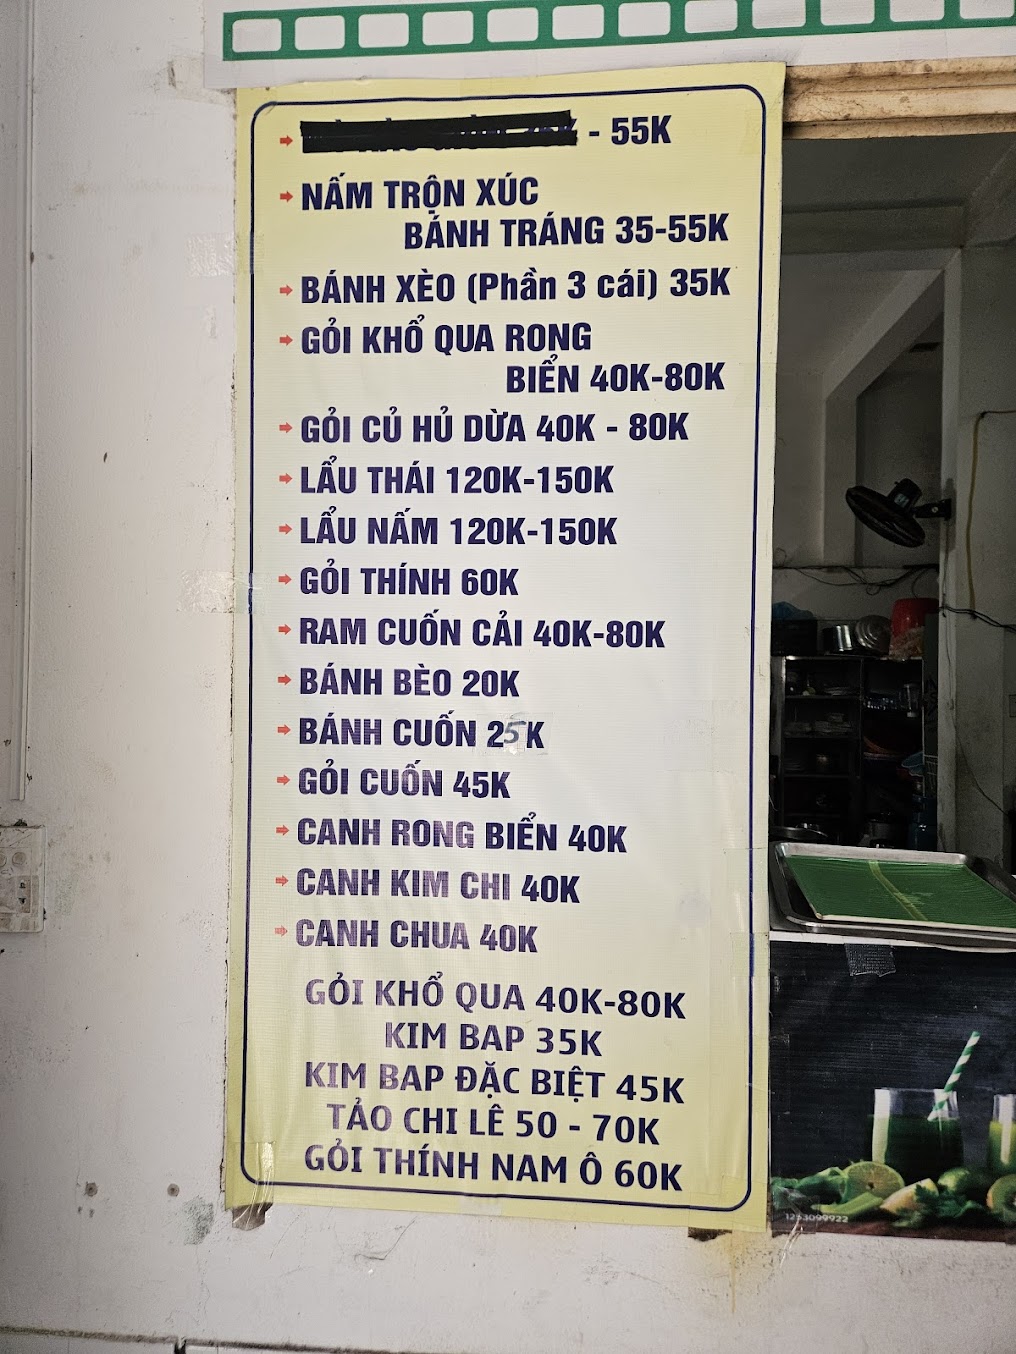 - 55K
NẤM TRỘN XÚC
BÁNH TRÁNG 35-55K
BÁNH XÈO (Phần 3 cái) 35K
GỎI KHỔ QUA RONG
BIỂN 40K-80K
GỎI CỦ HỦ DỪA 40K - 80K
LẨU THÁI 120K-150K
LẨU NẤM 120K-150K
GỎI THÍNH 60K
RAM CUỐN CẢI 40K-80K
BÁNH BÈO 20K
BÁNH CUỐN 25K
GỎI CUỐN 45K
CANH RONG BIỂN 40K
CANH KIM CHI 40K
CANH CHUA 40K
GỎI KHỔ QUA 40K-80K
KIM BAP 35K
KIM BAP ĐẶC BIỆT 45K
TẢO CHI LÊ 50 - 70K
GỎI THÍNH NAM Ô 60K
1253099922